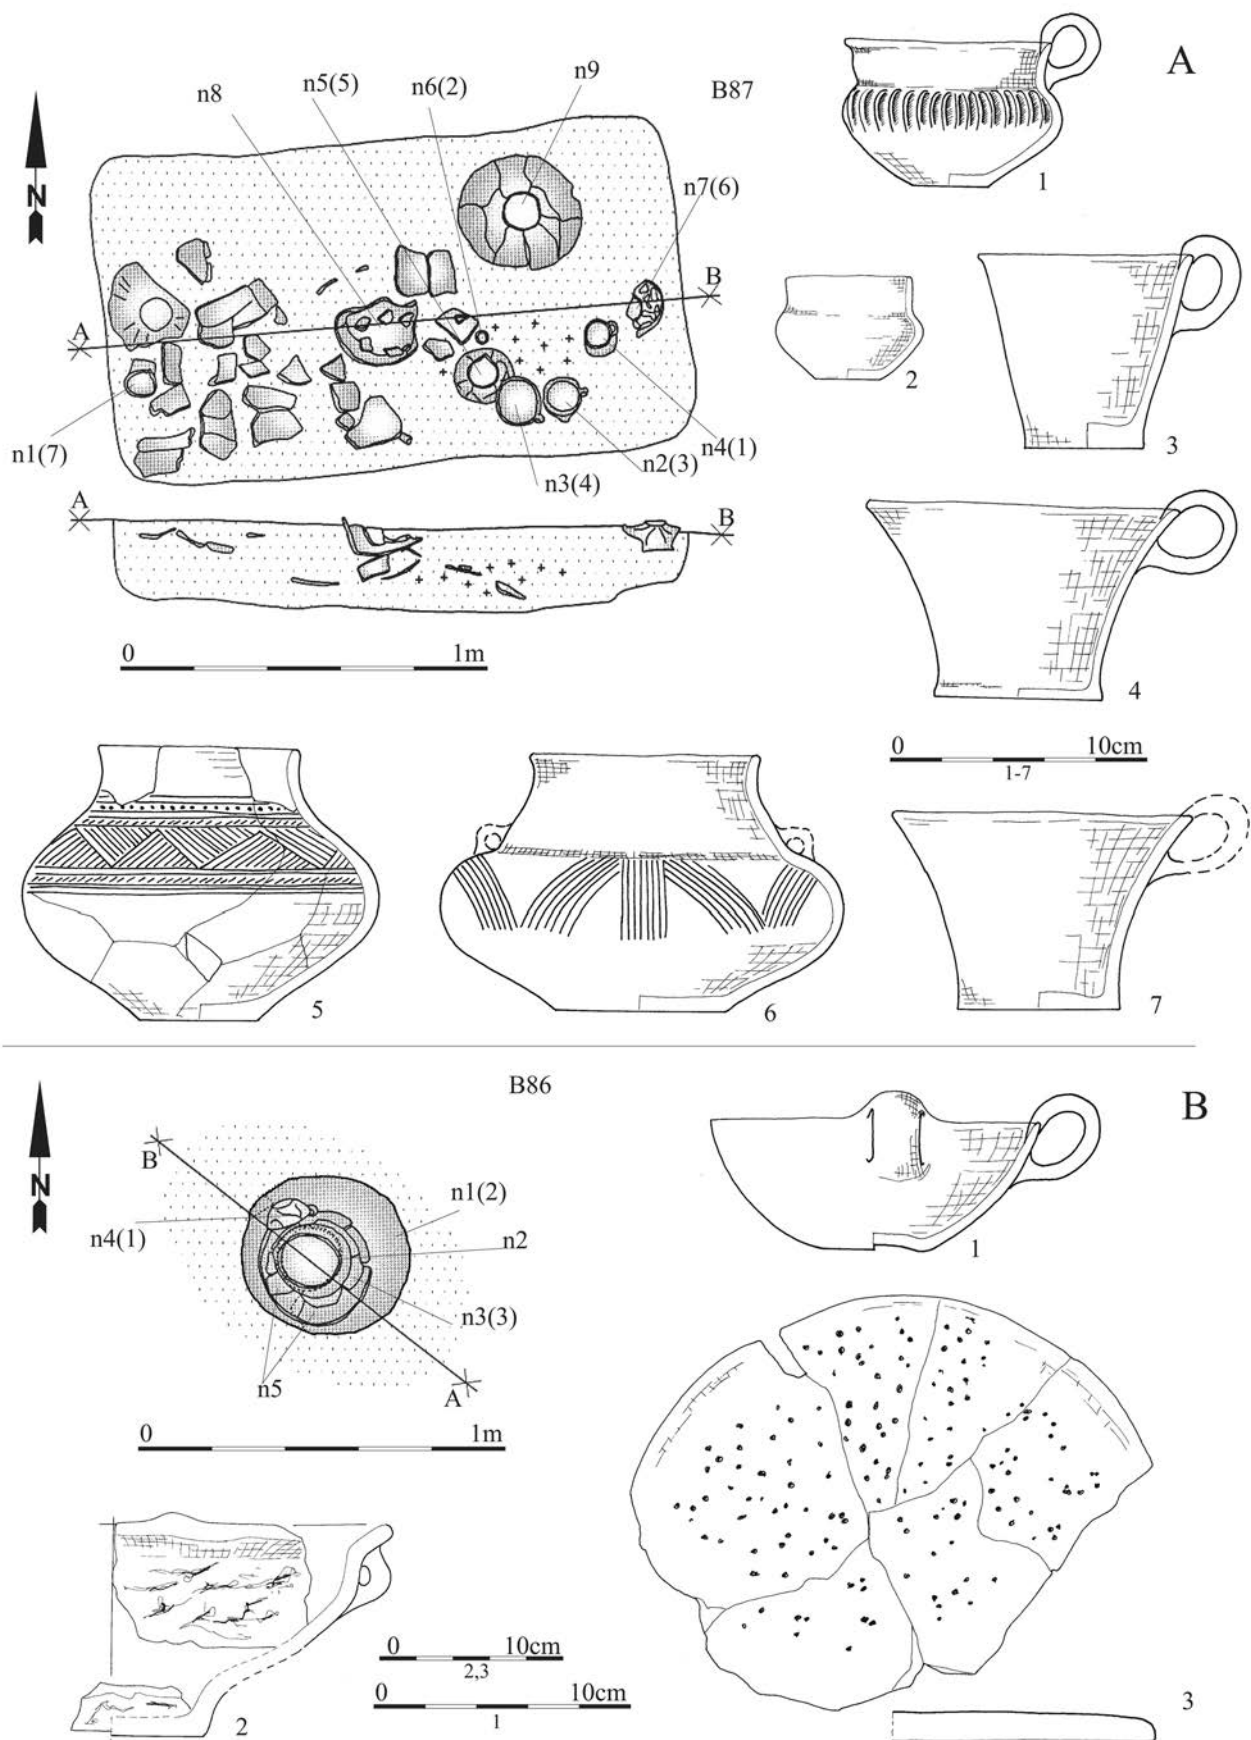 A
B87
n9
n5(5)
n6(2)
n8
N
n7(6)
B
A
n1(7)
n4(1)
n2(3)
n3(4)
A
B
0 1m
1
2
3
4
0 10cm
1-7
5
6
7
B86
B
N
B
n1(2)
n4(1)
n2
n3(3)
n5
A
0 1m
1
0 10cm
2,3
0 10cm
1
2
3